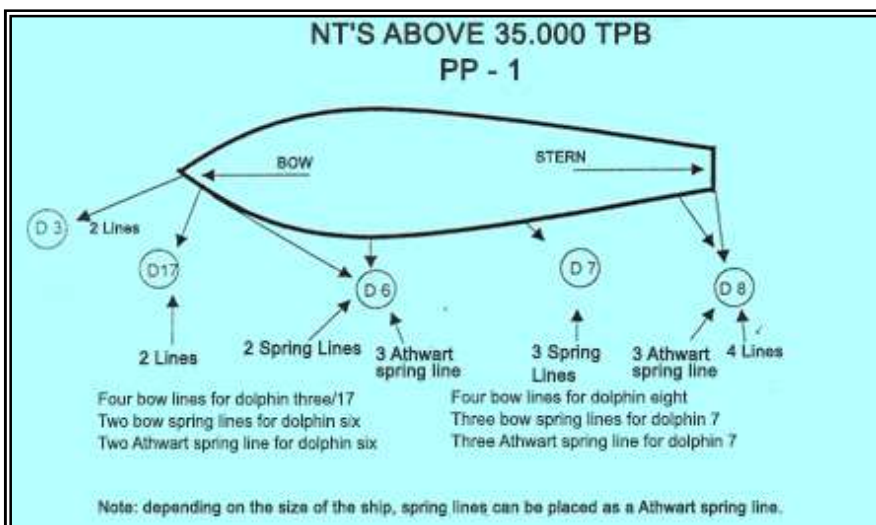 NT'S ABOVE 35.000 TPB
PP - 1
BOW
STERN
D 3
2 Lines
D17
D 6
D 7
D 8
2 Lines
2 Spring Lines
3 Athwart
spring line
3 Spring
Lines
3 Athwart
spring line
4 Lines
Four bow lines for dolphin three/17
Two bow spring lines for dolphin six
Two Athwart spring line for dolphin six
Four bow lines for dolphin eight
Three bow spring lines for dolphin 7
Three Athwart spring line for dolphin 7
Note: depending on the size of the ship, spring lines can be placed as a Athwart spring line.